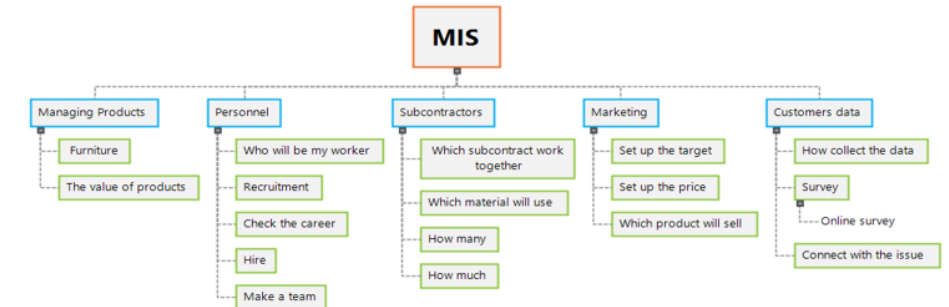 MIS
Managing Products
Furniture
The value of products
Personnel
Who will be my worker
Recruitment
Check the career
Hire
Make a team
Subcontractors
Which subcontract work
together
Which material will use
How many
How much
Marketing
Set up the target
Set up the price
Which product will sell
Customers data
How collect the data
Survey
Online survey
Connect with the issue